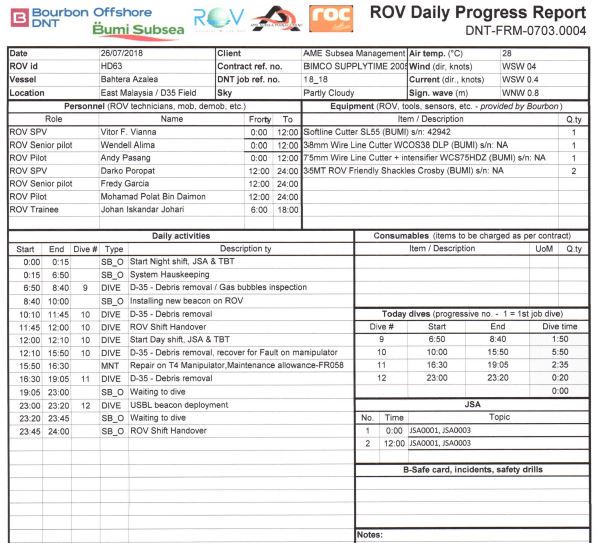 Bourbon Offshore
DNT
Bumi Subsea
ROV
roc
ROV Daily Progress Report
DNT-FRM-0703.0004
Date 26/07/2018 Client AME Subsea Management Air temp. (°C) 28
ROV id HD63 Contract ref. no. BIMCO SUPPLYTIME 2005 Wind (dir, knots) WSW 04
Vessel Bahtera Azalea DNT job ref. no. 18_18 Current (dir., knots) WSW 0.4
Location East Malaysia / D35 Field Sky Partly Cloudy Sign. wave (m) WNW 0.8
Personnel (ROV technicians, mob, demob, etc.) Equipment (ROV, tools, sensors, etc. - provided by Bourbon)
Role Name To Item / Description Q.ty
ROV SPV Vitor F. Vianna 0:00 12:00 Softline Cutter SL55 (BUMI) s/n: 42942 1
ROV Senior pilot Wendell Alima 0:00 12:00 38mm Wire Line Cutter WCOS38 DLP (BUMI) s/n: NA 1
ROV Pilot Andy Pasang 0:00 12:00 75mm Wire Line Cutter + intensifier WCS75HDZ (BUMI) s/n: NA 1
ROV SPV Darko Poropat 12:00 24:00 35MT ROV Friendly Shackles Crosby (BUMI) s/n: NA 2
ROV Senior pilot Fredy Garcia 12:00 24:00
ROV Pilot Mohamad Polat Bin Daimon 12:00 24:00
ROV Trainee Johan Iskandar Johari 6:00 18:00
Daily activities Consumables (items to be charged as per contract)
Start End Dive # Type Description ty Item / Description UoM Q.ty
0:00 0:15 SB_O Start Night shift, JSA & TBT
0:15 6:50 SB_O System Hauskeeping
6:50 8:40 9 DIVE D-35 - Debris removal / Gas bubbles inspection
8:40 10:00 SB_O Installing new beacon on ROV
10:10 11:45 10 DIVE D-35 - Debris removal Today dives (progressive no. - 1 = 1st job dive)
11:45 12:00 10 DIVE ROV Shift Handover Dive # Start End Dive time
12:00 12:10 10 DIVE Start Day shift, JSA & TBT 9 6:50 8:40 1:50
12:10 15:50 10 DIVE D-35 - Debris removal, recover for Fault on manipulator 10 10:00 15:50 5:50
15:50 16:30 MNT Repair on T4 Manipulator,Maintenance allowance-FR058 11 16:30 19:05 2:35
16:30 19:05 11 DIVE D-35 - Debris removal 12 23:00 23:20 0:20
19:05 23:00 SB_O Waiting to dive 0:00
23:00 23:20 12 DIVE USBL beacon deployment JSA
23:20 23:45 SB_O Waiting to dive No. Time Topic
23:45 24:00 SB_O ROV Shift Handover 1 0:00 JSA0001, JSA0003
2 12:00 JSA0001, JSA0003
B-Safe card, incidents, safety drills
Notes: